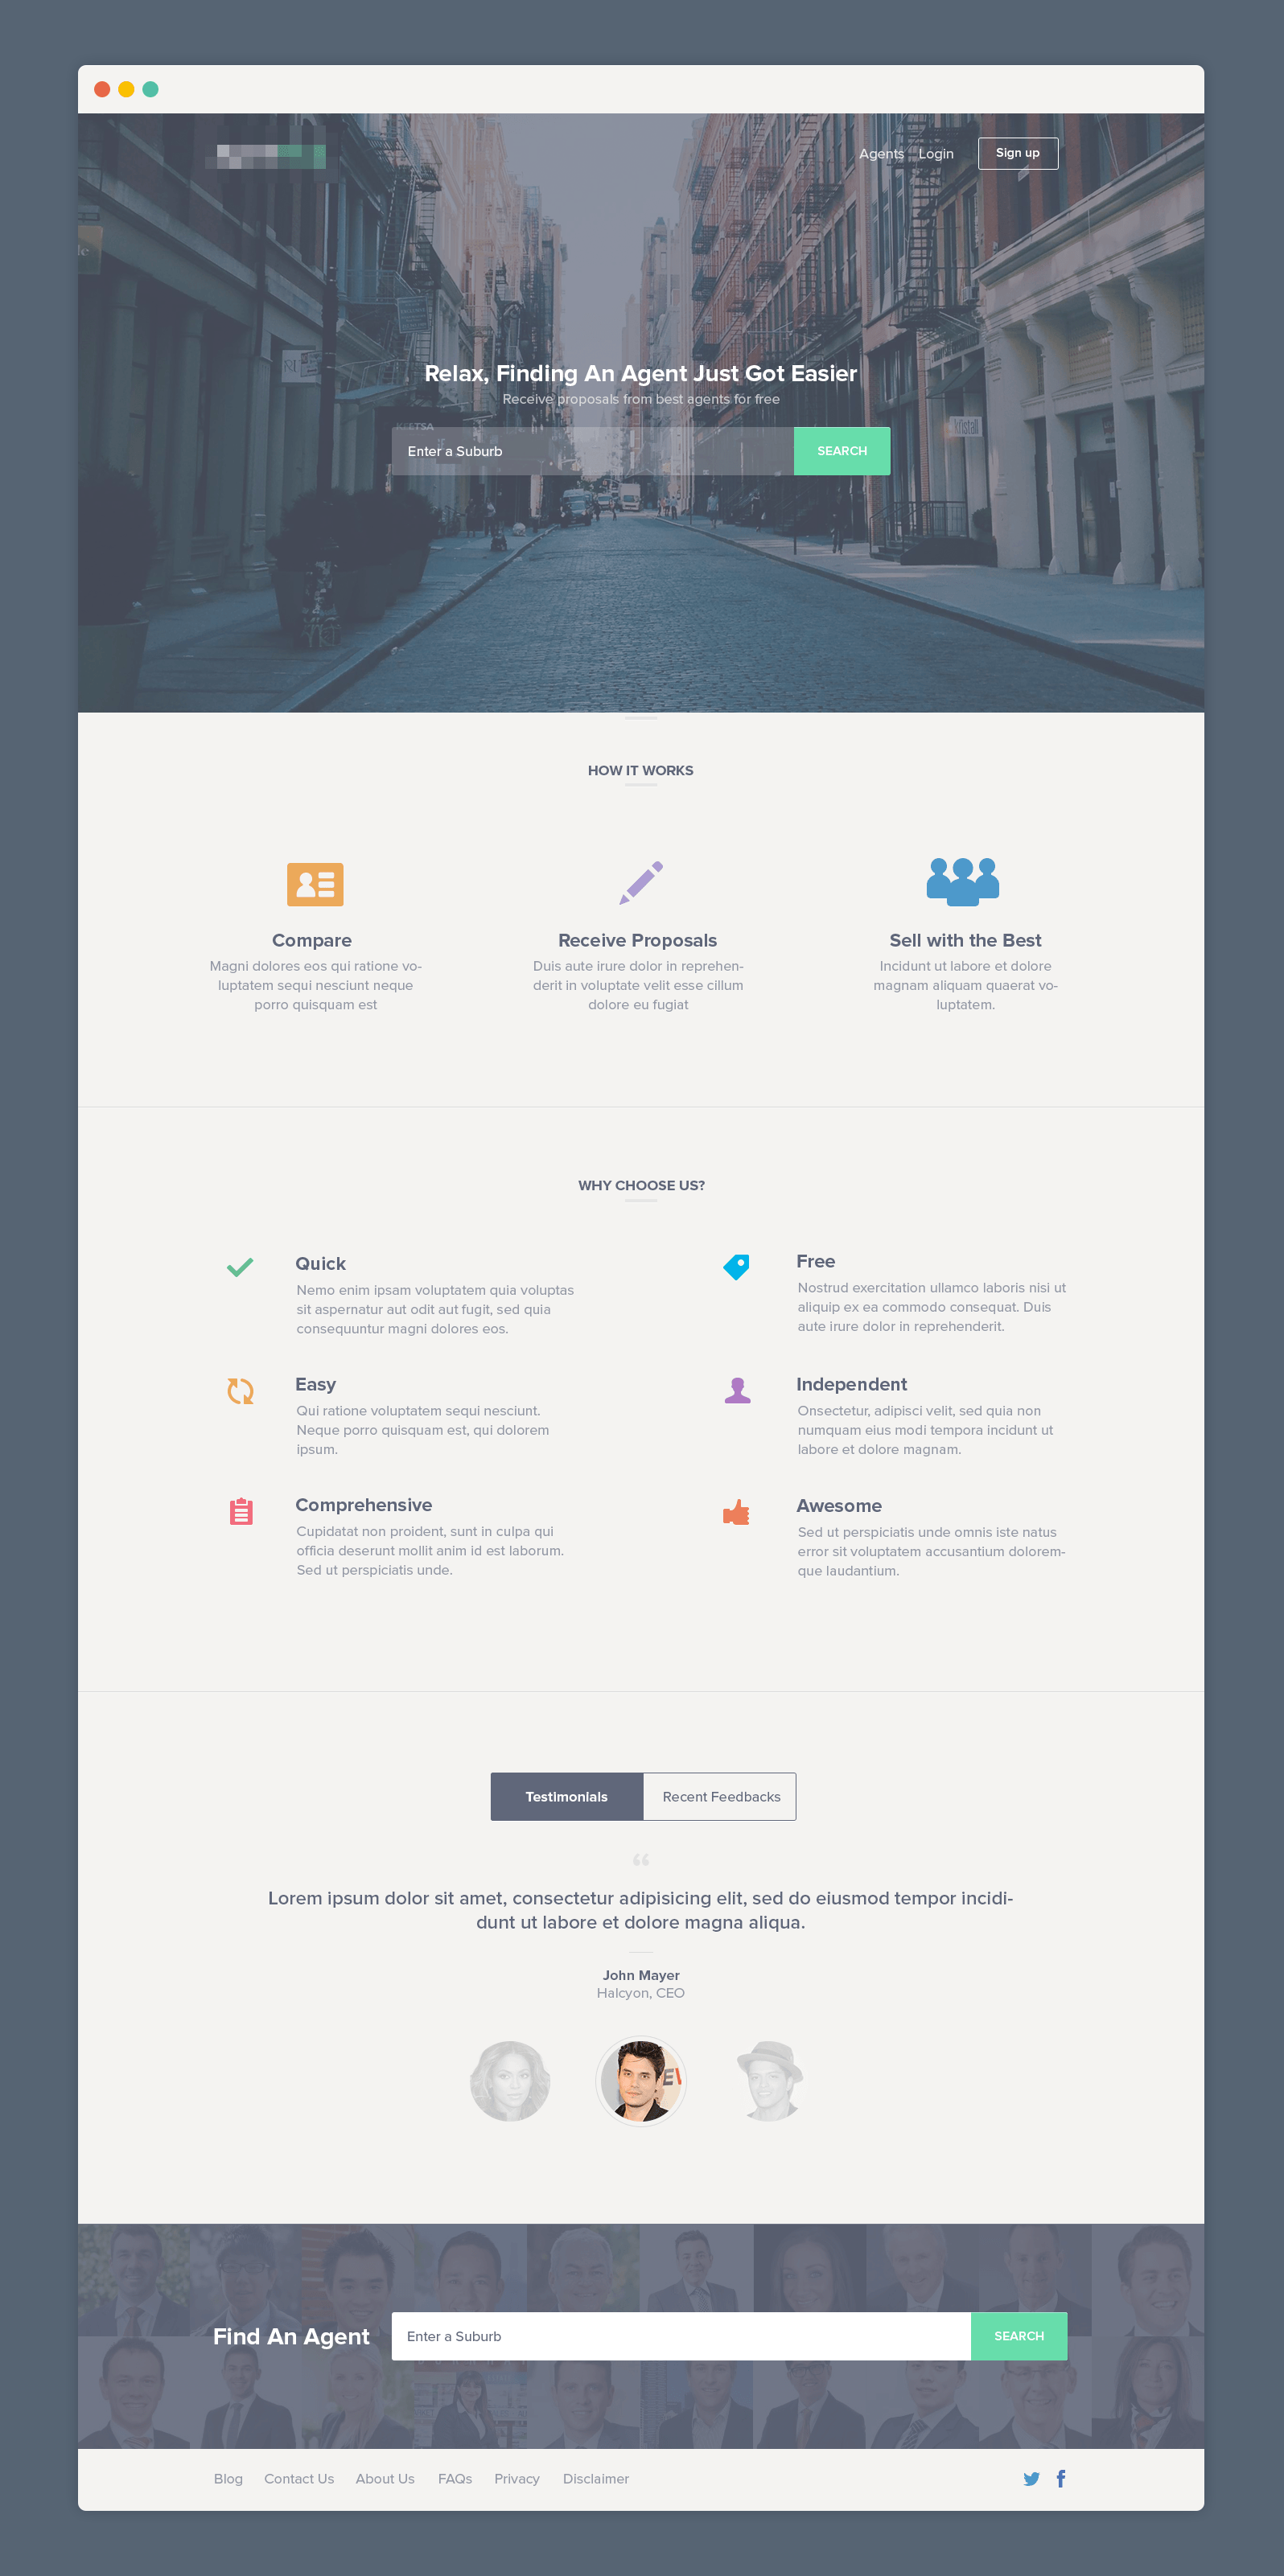 Agents Login Sign up
Relax, Finding An Agent Just Got Easier
Receive proposals from best agents for free
Enter a Suburb SEARCH
HOW IT WORKS
Compare
Magni dolores eos qui ratione vo-
luptatem sequi nesciunt neque
porro quisquam est
Receive Proposals
Duis aute irure dolor in reprehen-
derit in voluptate velit esse cillum
dolore eu fugiat
Sell with the Best
Incidunt ut labore et dolore
magnam aliquam quaerat vo-
luptatem.
WHY CHOOSE US?
Quick
Nemo enim ipsam voluptatem quia voluptas
sit aspernatur aut odit aut fugit, sed quia
consequuntur magni dolores eos.
Free
Nostrud exercitation ullamco laboris nisi ut
aliquip ex ea commodo consequat. Duis
aute irure dolor in reprehenderit.
Easy
Qui ratione voluptatem sequi nesciunt.
Neque porro quisquam est, qui dolorem
ipsum.
Independent
Onsectetur, adipisci velit, sed quia non
numquam eius modi tempora incidunt ut
labore et dolore magnam.
Comprehensive
Cupidatat non proident, sunt in culpa qui
officia deserunt mollit anim id est laborum.
Sed ut perspiciatis unde.
Awesome
Sed ut perspiciatis unde omnis iste natus
error sit voluptatem accusantium dolorem-
que laudantium.
Testimonials Recent Feedbacks
“
Lorem ipsum dolor sit amet, consectetur adipisicing elit, sed do eiusmod tempor incidi-
dunt ut labore et dolore magna aliqua.
John Mayer
Halcyon, CEO
Find An Agent Enter a Suburb SEARCH
Blog Contact Us About Us FAQs Privacy Disclaimer